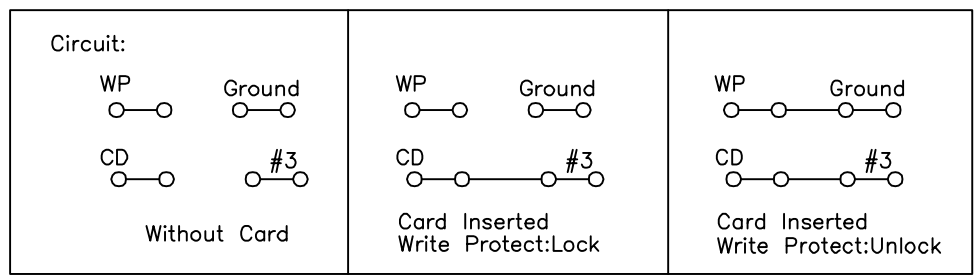 Circuit:
WP Ground
CD #3
Without Card
WP Ground
CD #3
Card Inserted
Write Protect:Lock
WP Ground
CD #3
Card Inserted
Write Protect:Unlock